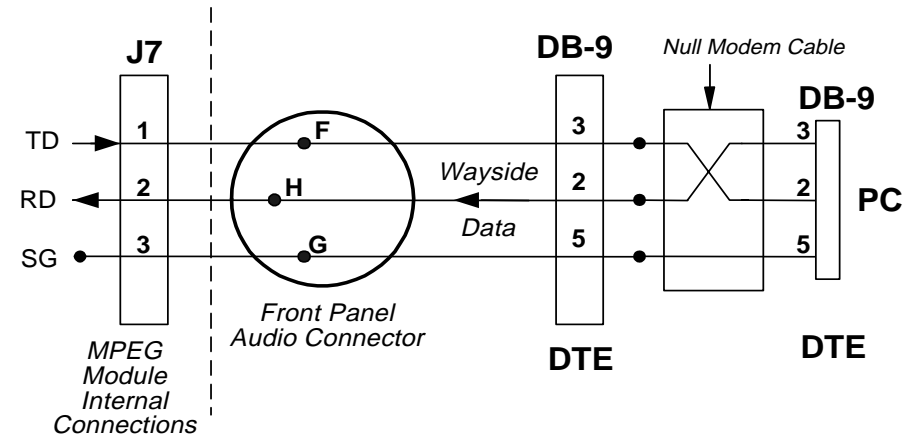 J7
DB-9
Null Modem Cable
DB-9
TD
1
F
3
3
RD
2
H
Wayside
Data
2
2
PC
SG
3
G
5
5
Front Panel
Audio Connector
MPEG
Module
Internal
Connections
DTE
DTE